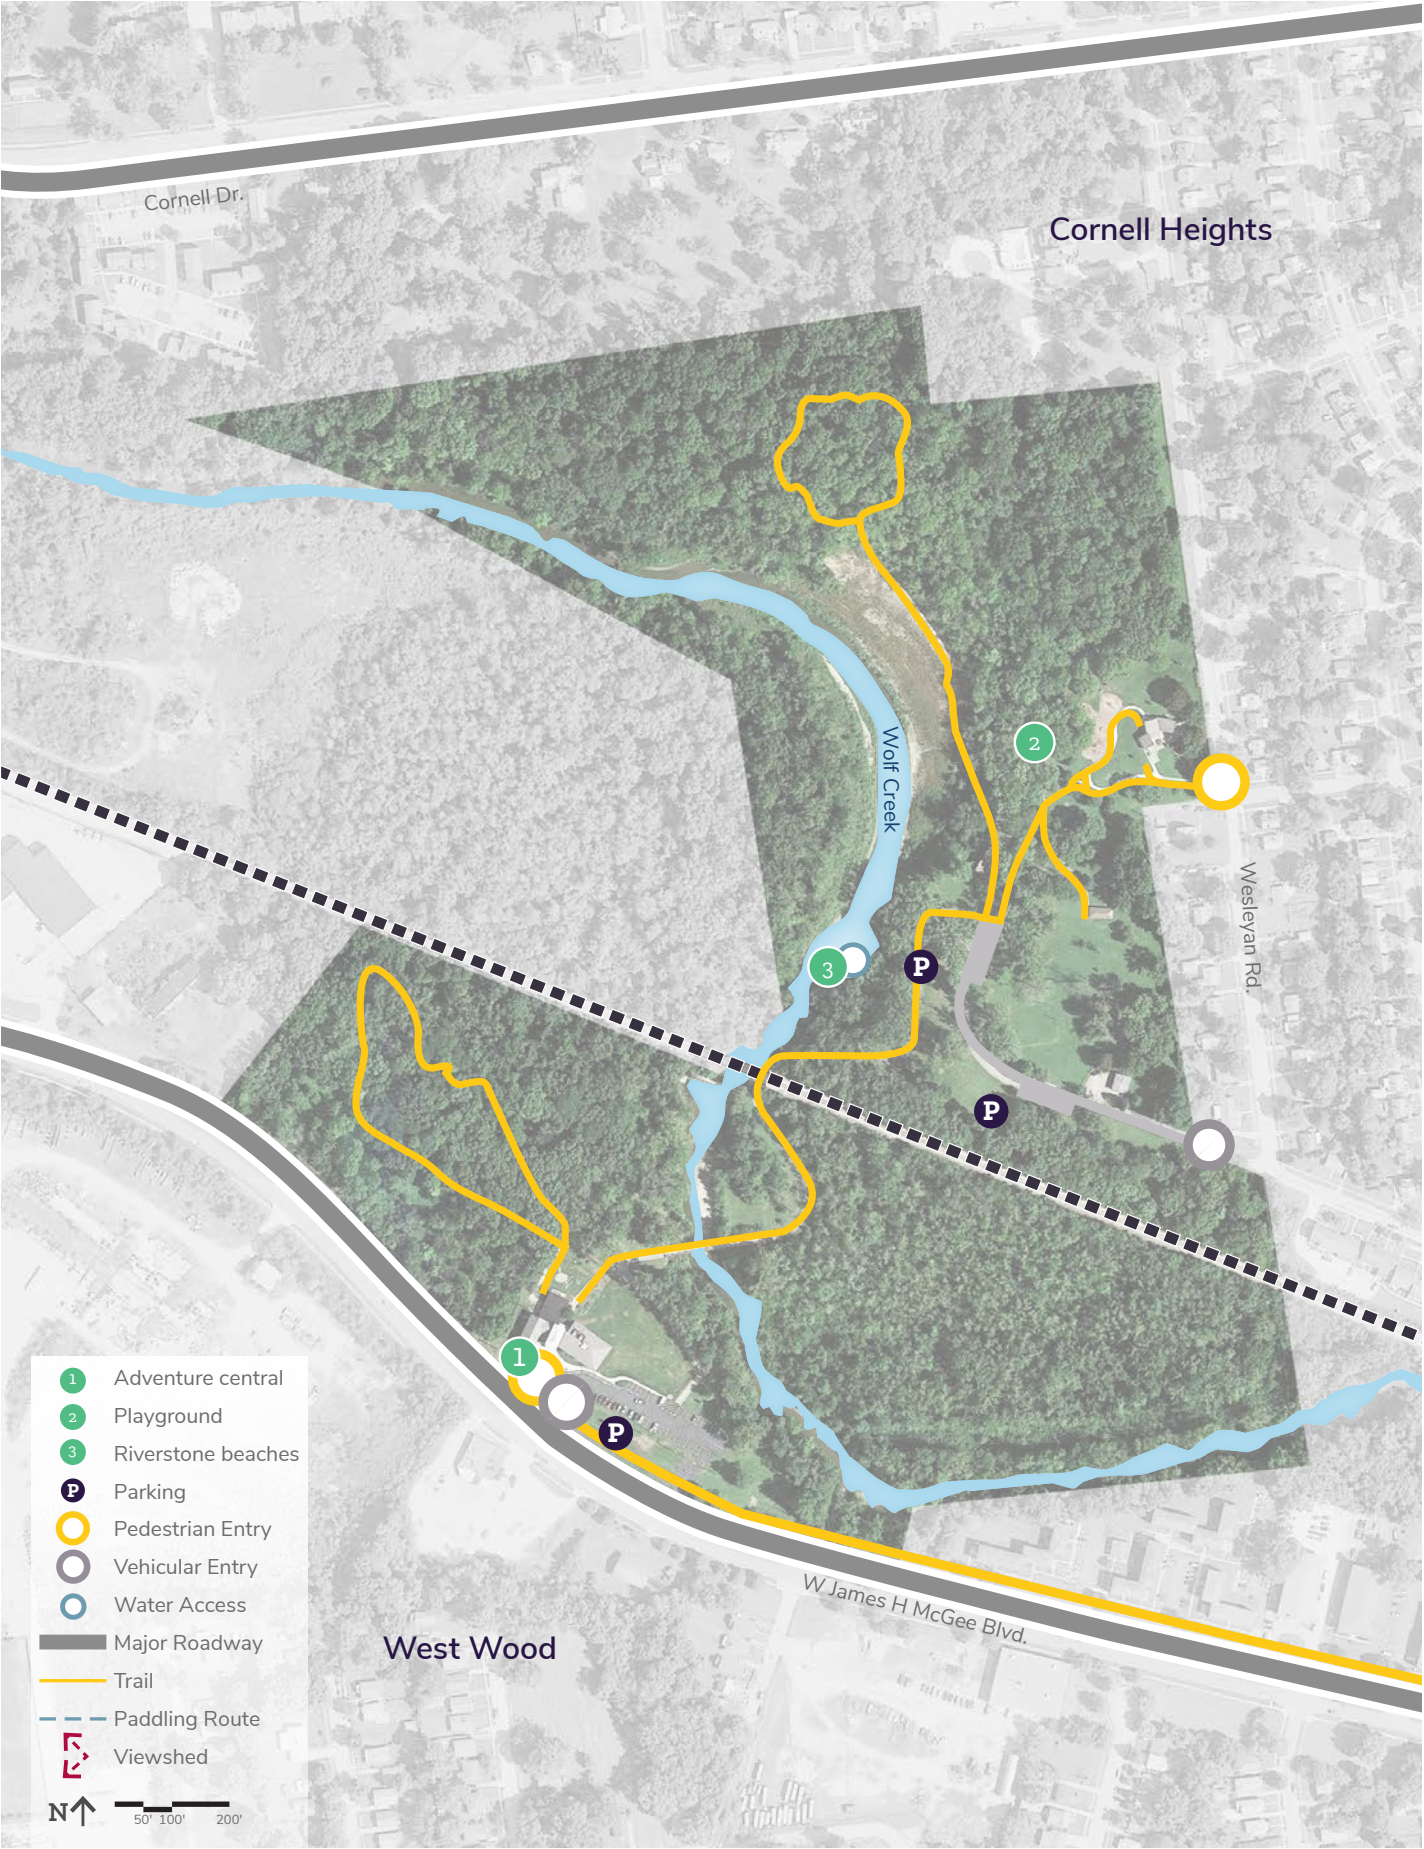 Cornell Dr.
Cornell Heights
Wolf Creek
2
Wesleyan Rd.
3
P
P
1
P
W James H McGee Blvd.
West Wood
1 Adventure central
2 Playground
3 Riverstone beaches
P Parking
Pedestrian Entry
Vehicular Entry
Water Access
Major Roadway
Trail
Paddling Route
Viewshed
N 50' 100' 200'